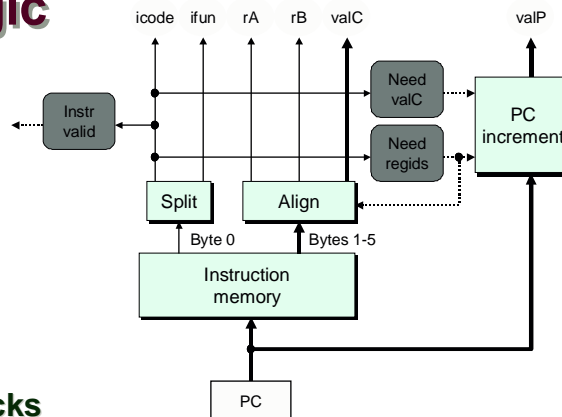 gic
icode ifun rA rB valC valP
Need
valC
Instr
valid
PC
increment
Need
regids
Split
Align
Byte 0
Bytes 1-5
Instruction
memory
PC
cks